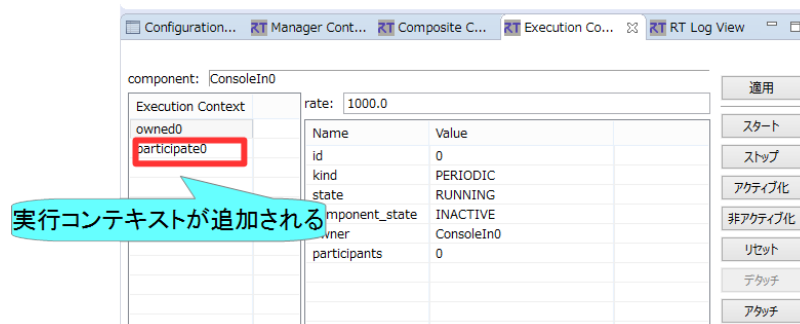 Configuration... RT Manager Cont... RT Composite C... RT Execution Co... RT RT Log View
component: ConsoleIn0
適用
Execution Context
rate: 1000.0
owned0
participate0
Name Value
id 0
kind PERIODIC
state RUNNING
component_state INACTIVE
owner ConsoleIn0
participants 0
実行コンテキストが追加される
スタート
ストップ
アクティブ化
非アクティブ化
リセット
デタッチ
アタッチ